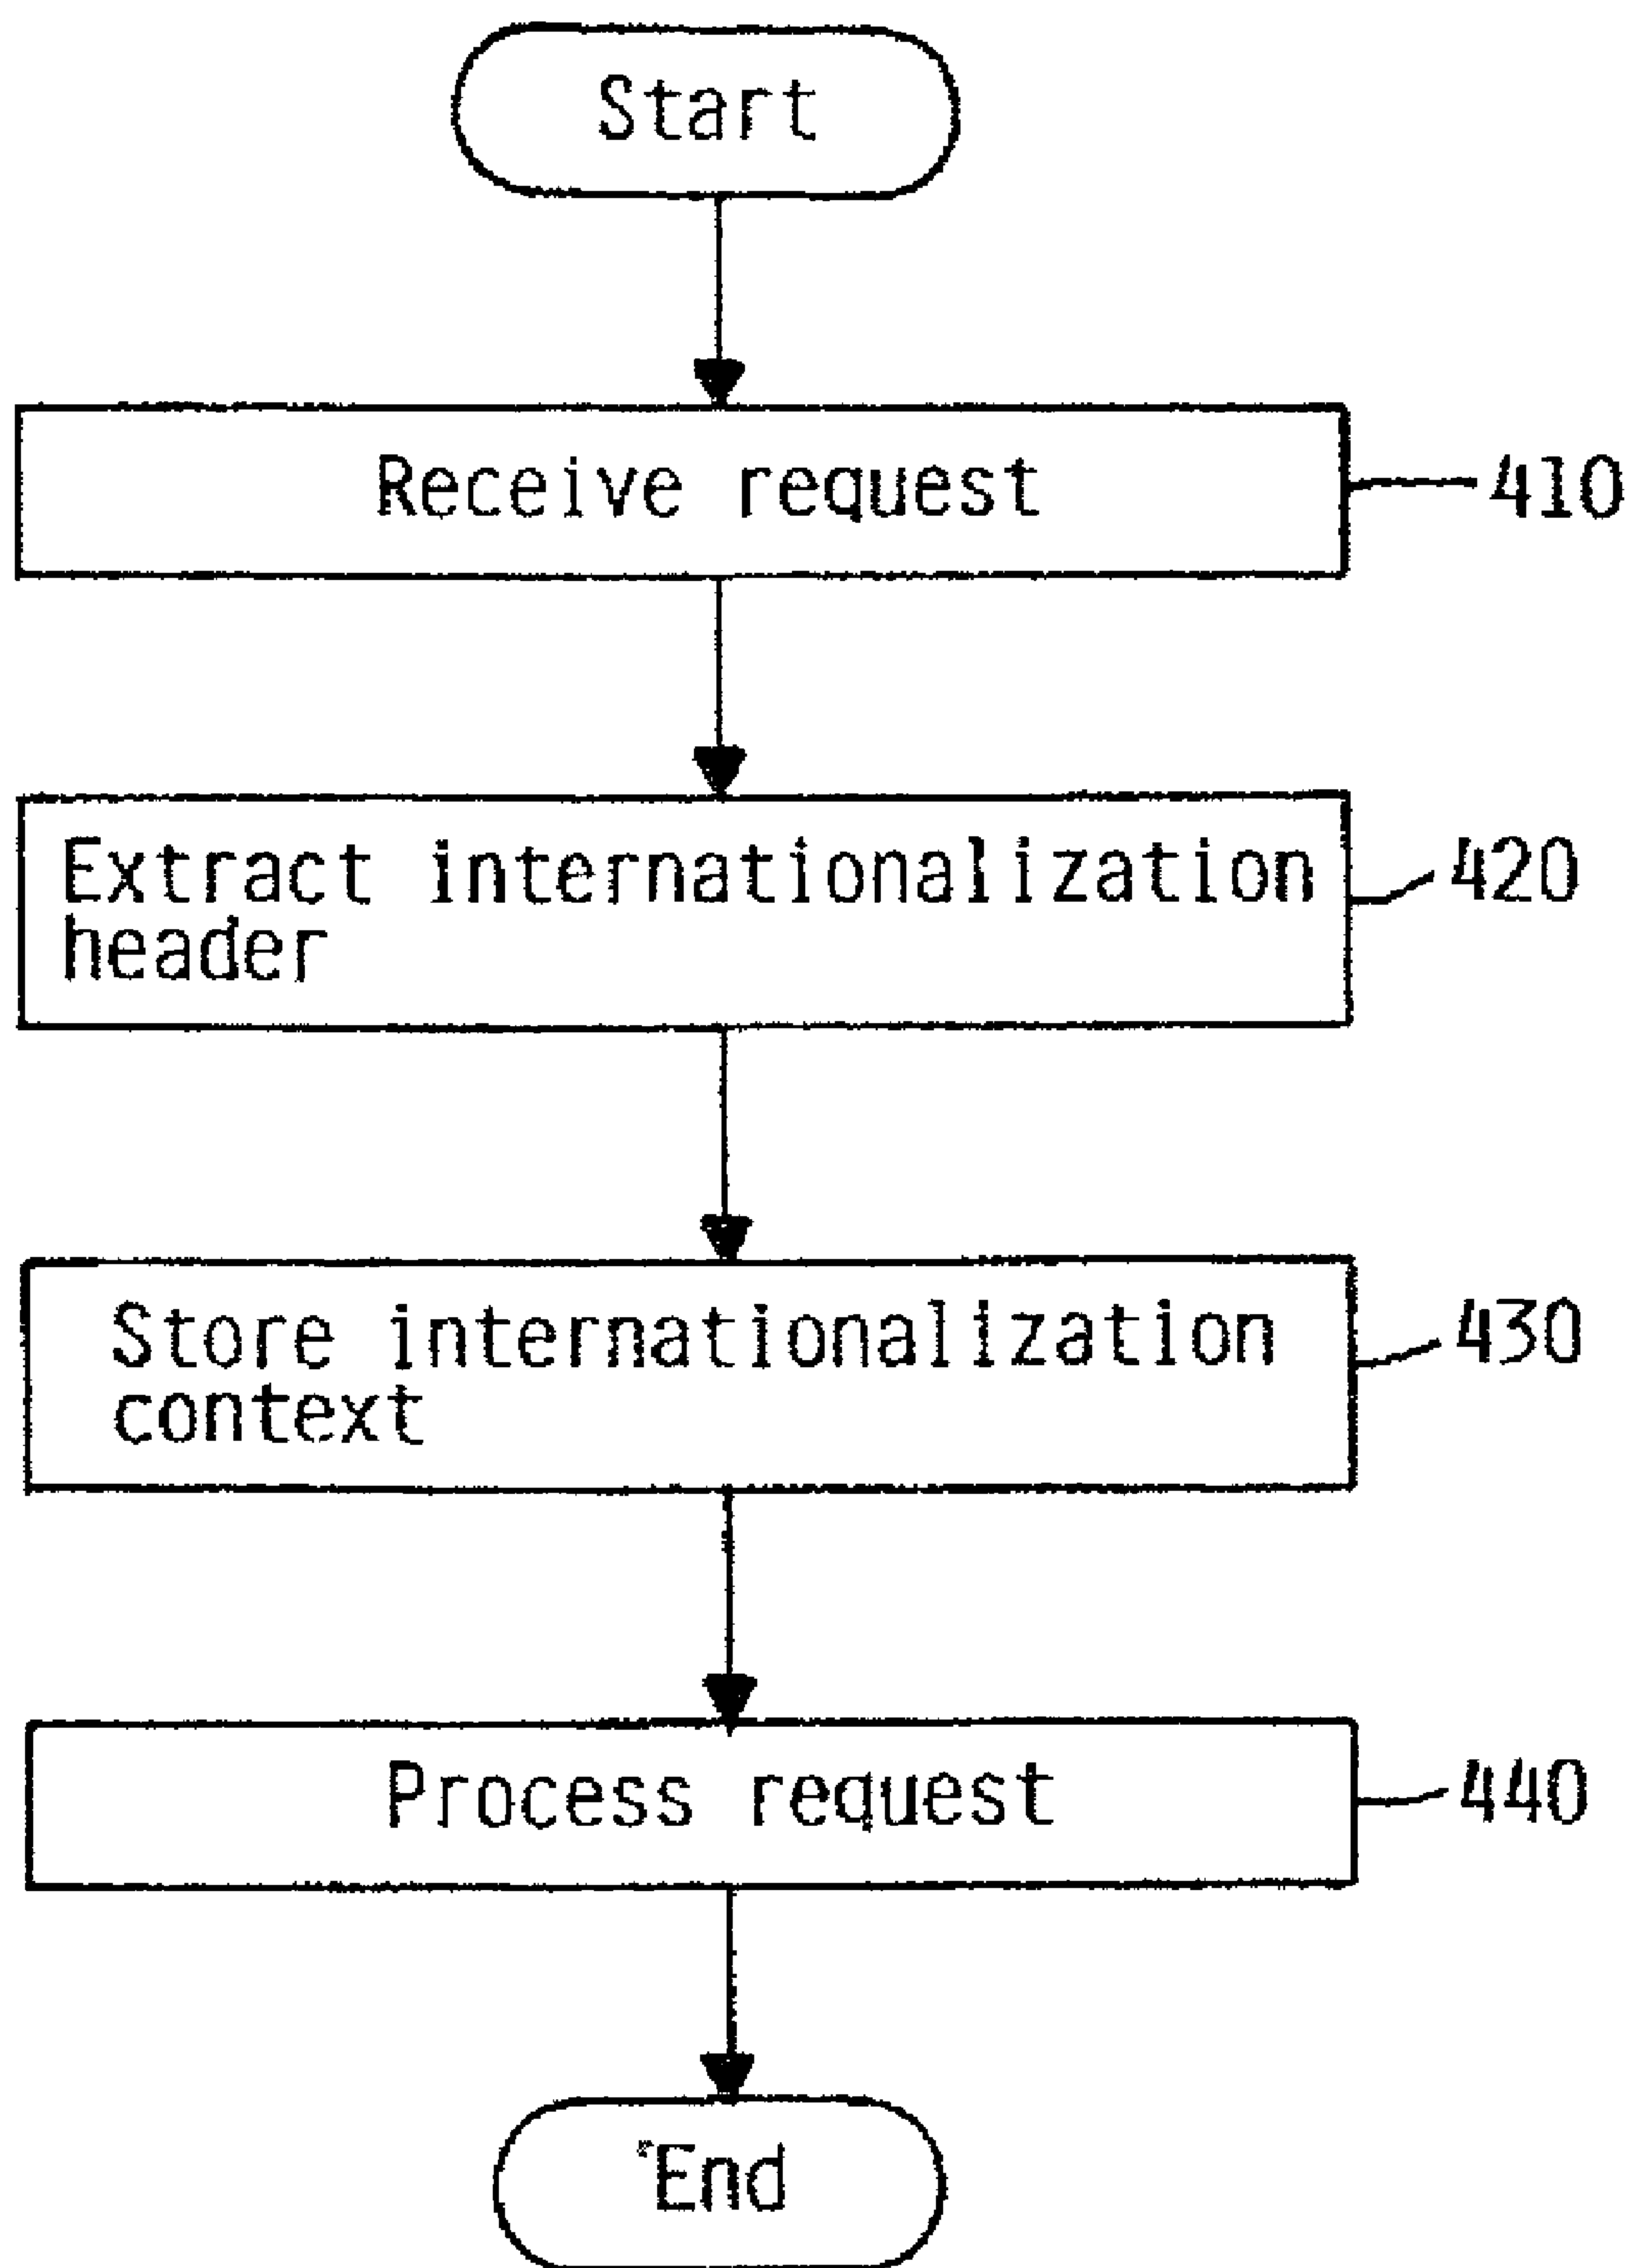 Start
Receive request
410
Extract internationalization
header
420
Store internationalization
context
430
Process request
440
End